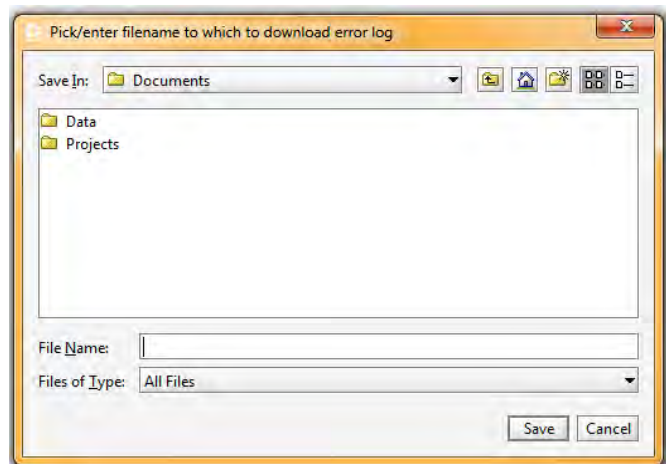 Pick/enter filename to which to download error log
Save In: Documents
Data
Projects
File Name:
Files of Type: All Files
Save Cancel